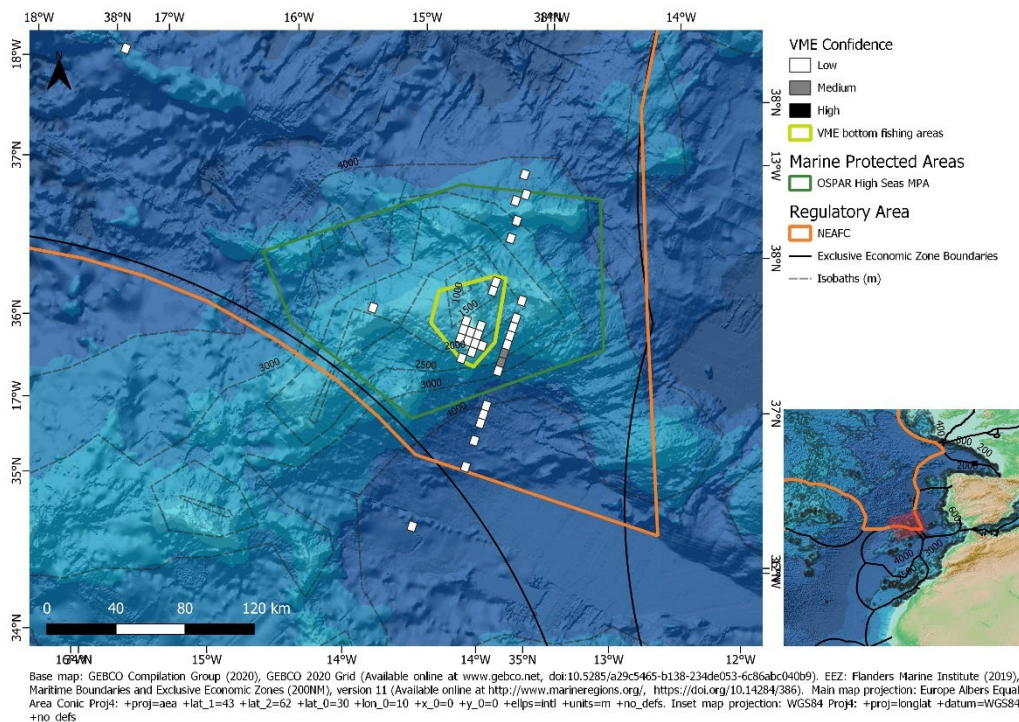 18°W 38°N 17°W 16°W 15°W 14°W
18°W
N
37°N
36°N
17°W
35°N
34°N
38°N
13°W
38°N
37°N
4000
1000
1500
2000
2500
3000
4000
3000
0 40 80 120 km
15°W 14°W 14°W 35°N 13°W 12°W
VME Confidence
Low
Medium
High
VME bottom fishing areas
Marine Protected Areas
OSPAR High Seas MPA
Regulatory Area
NEAFC
Exclusive Economic Zone Boundaries
Isobaths (m)
4000
200
600
4000
3000
Base map: GEBCO Compilation Group (2020), GEBCO 2020 Grid (Available online at www.gebco.net, doi:10.5285/a29c5465-b138-234de053-6c86abc040b9). EEZ: Flanders Marine Institute (2019),
Maritime Boundaries and Exclusive Economic Zones (200NM), version 11 (Available online at http://www.marineregions.org/, https://doi.org/10.14284/386). Main map projection: Europe Albers Equal
Area Conic Proj4: +proj=aea +lat_1=43 +lat_2=62 +lat_0=30 +lon_0=10 +x_0=0 +y_0=0 +ellps=intl +units=m +no_defs. Inset map projection: WGS84 Proj4: +proj=longlat +datum=WGS84
+no_defs